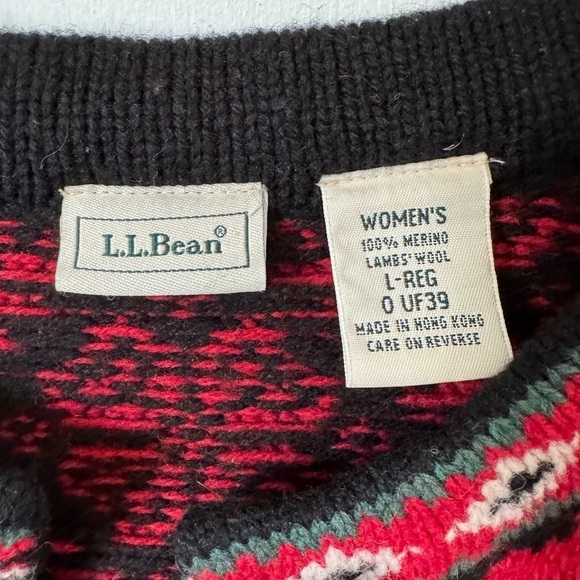 L.L.Bean®
WOMEN'S
100% MERINO
LAMBS' WOOL
L-REG
0 UF39
MADE IN HONG KONG
CARE ON REVERSE